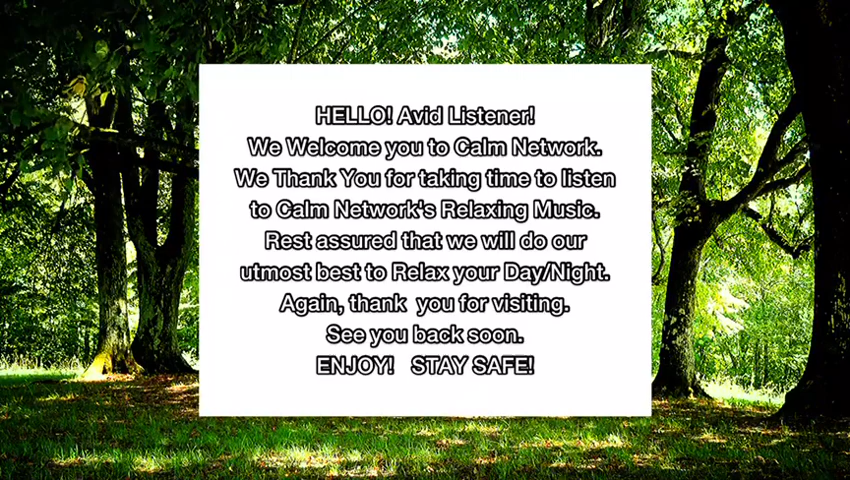 HELLO! Avid Listener!
We Welcome you to Calm Network.
We Thank You for taking time to listen
to Calm Network's Relaxing Music.
Rest assured that we will do our
utmost best to Relax your Day/Night.
Again, thank  you for visiting.
See you back soon.
ENJOY!   STAY SAFE!